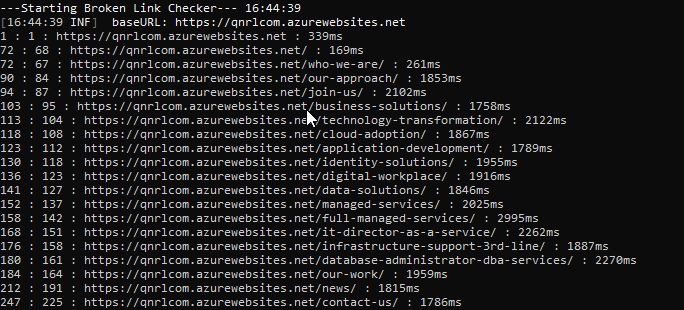 ---Starting Broken Link Checker--- 16:44:39
[16:44:39 INF]  baseURL: https://qnrlcom.azurewebsites.net
1 : 1 : https://qnrlcom.azurewebsites.net : 339ms
72 : 68 : https://qnrlcom.azurewebsites.net/ : 169ms
72 : 67 : https://qnrlcom.azurewebsites.net/who-we-are/ : 261ms
90 : 84 : https://qnrlcom.azurewebsites.net/our-approach/ : 1853ms
94 : 87 : https://qnrlcom.azurewebsites.net/join-us/ : 2102ms
103 : 95 : https://qnrlcom.azurewebsites.net/business-solutions/ : 1758ms
113 : 104 : https://qnrlcom.azurewebsites.net/technology-transformation/ : 2122ms
118 : 108 : https://qnrlcom.azurewebsites.net/cloud-adoption/ : 1867ms
123 : 112 : https://qnrlcom.azurewebsites.net/application-development/ : 1789ms
130 : 118 : https://qnrlcom.azurewebsites.net/identity-solutions/ : 1955ms
136 : 123 : https://qnrlcom.azurewebsites.net/digital-workplace/ : 1916ms
141 : 127 : https://qnrlcom.azurewebsites.net/data-solutions/ : 1846ms
152 : 137 : https://qnrlcom.azurewebsites.net/managed-services/ : 2025ms
158 : 142 : https://qnrlcom.azurewebsites.net/full-managed-services/ : 2995ms
168 : 151 : https://qnrlcom.azurewebsites.net/it-director-as-a-service/ : 2262ms
176 : 158 : https://qnrlcom.azurewebsites.net/infrastructure-support-3rd-line/ : 1887ms
180 : 161 : https://qnrlcom.azurewebsites.net/database-administrator-dba-services/ : 2270ms
184 : 164 : https://qnrlcom.azurewebsites.net/our-work/ : 1959ms
212 : 191 : https://qnrlcom.azurewebsites.net/news/ : 1815ms
247 : 225 : https://qnrlcom.azurewebsites.net/contact-us/ : 1786ms